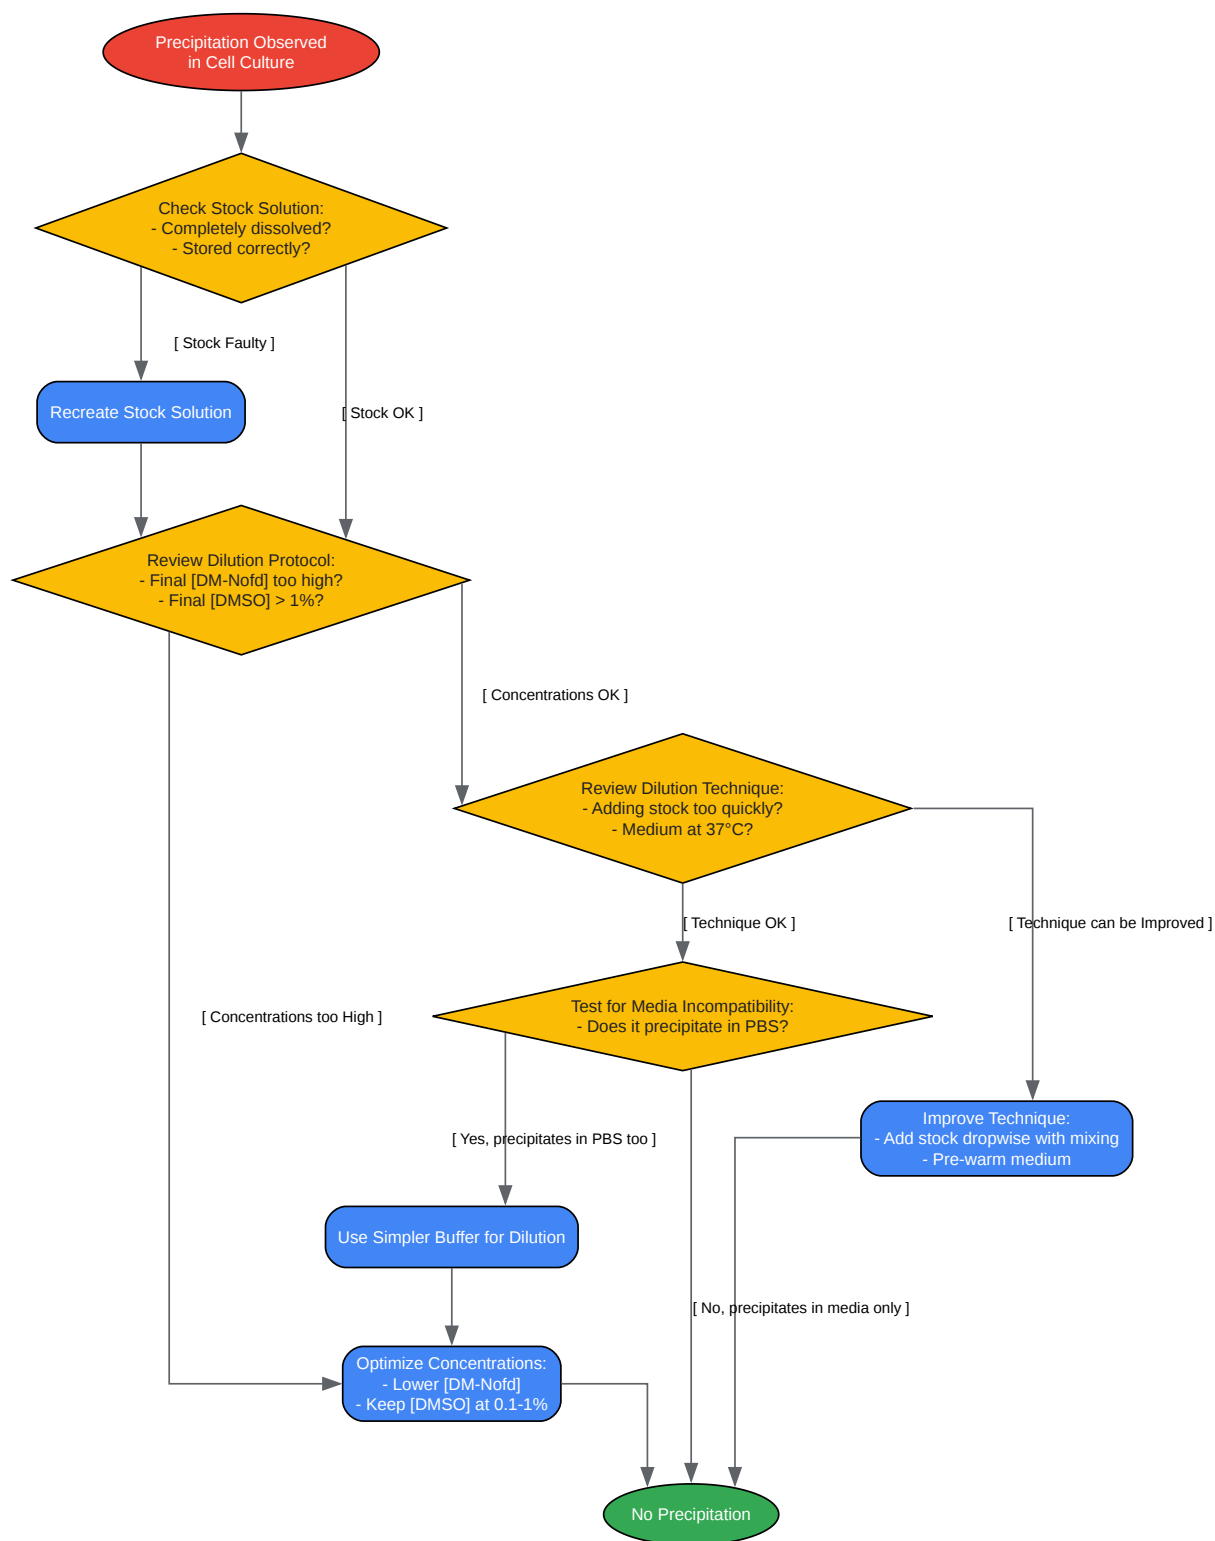 Precipitation Observed
in Cell Culture
Check Stock Solution:
- Completely dissolved?
- Stored correctly?
[ Stock Faulty ]
Recreate Stock Solution
[ Stock OK ]
Review Dilution Protocol:
- Final [DM-Nofd] too high?
- Final [DMSO] > 1%?
[ Concentrations OK ]
Review Dilution Technique:
- Adding stock too quickly?
- Medium at 37°C?
[ Technique OK ]
[ Technique can be Improved ]
[ Concentrations too High ]
Test for Media Incompatibility:
- Does it precipitate in PBS?
[ Yes, precipitates in PBS too ]
Improve Technique:
- Add stock dropwise with mixing
- Pre-warm medium
Use Simpler Buffer for Dilution
[ No, precipitates in media only ]
Optimize Concentrations:
- Lower [DM-Nofd]
- Keep [DMSO] at 0.1-1%
No Precipitation